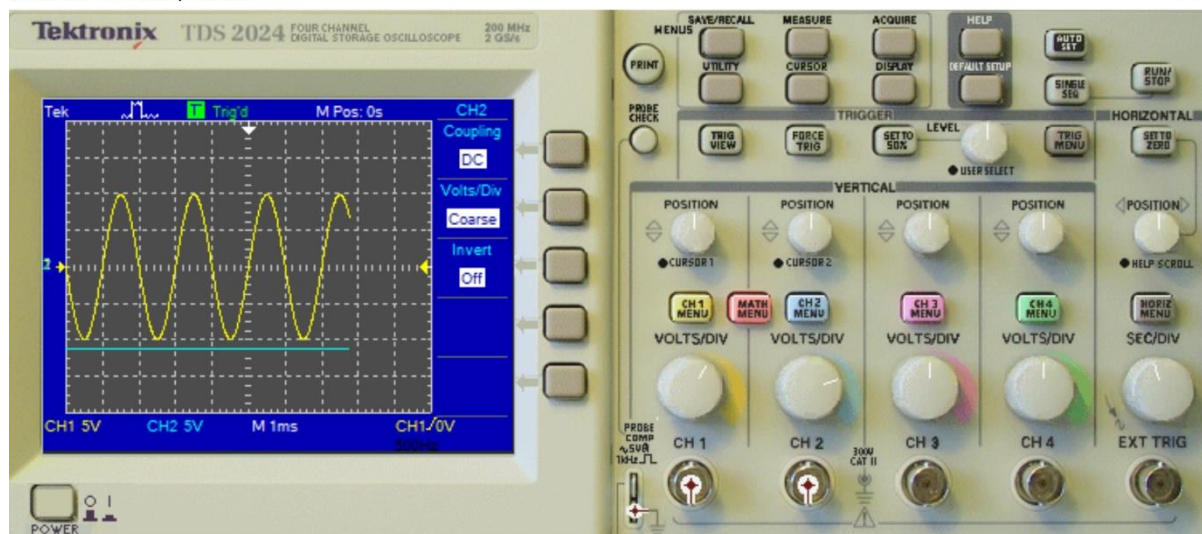 Tektronix TDS 2024 FOUR CHANNEL DIGITAL STORAGE OSCILLOSCOPE 200 MHz 2 GS/s
MENUS
SAVE/RECALL MEASURE ACQUIRE HELP
PRINT
AUTO SET
UTILITY CURSOR DISPLAY DEFAULT SETUP
SINGLE SEQ
RUN/STOP
PROBE CHECK
TRIGGER
HORIZONTAL
TRIG VIEW
FORCE TRIG
SET TO 50%
LEVEL
USER SELECT
TRIG MENU
SET TO ZERO
Tek T Trig'd M Pos: 0s CH2
Coupling
DC
Volts/Div
Coarse
Invert
Off
CH1 5V CH2 5V M 1ms CH1 0V
500Hz
VERTICAL
POSITION POSITION POSITION POSITION POSITION
CURSOR 1 CURSOR 2 HELP SCROLL
CH 1 MENU
MATH MENU
CH 2 MENU
CH 3 MENU
CH 4 MENU
HORIZ MENU
VOLTS/DIV VOLTS/DIV VOLTS/DIV VOLTS/DIV SEC/DIV
PROBE COMP
~5V@
1kHz
CH 1 CH 2 CH 3 CH 4 EXT TRIG
300V
CAT II
POWER